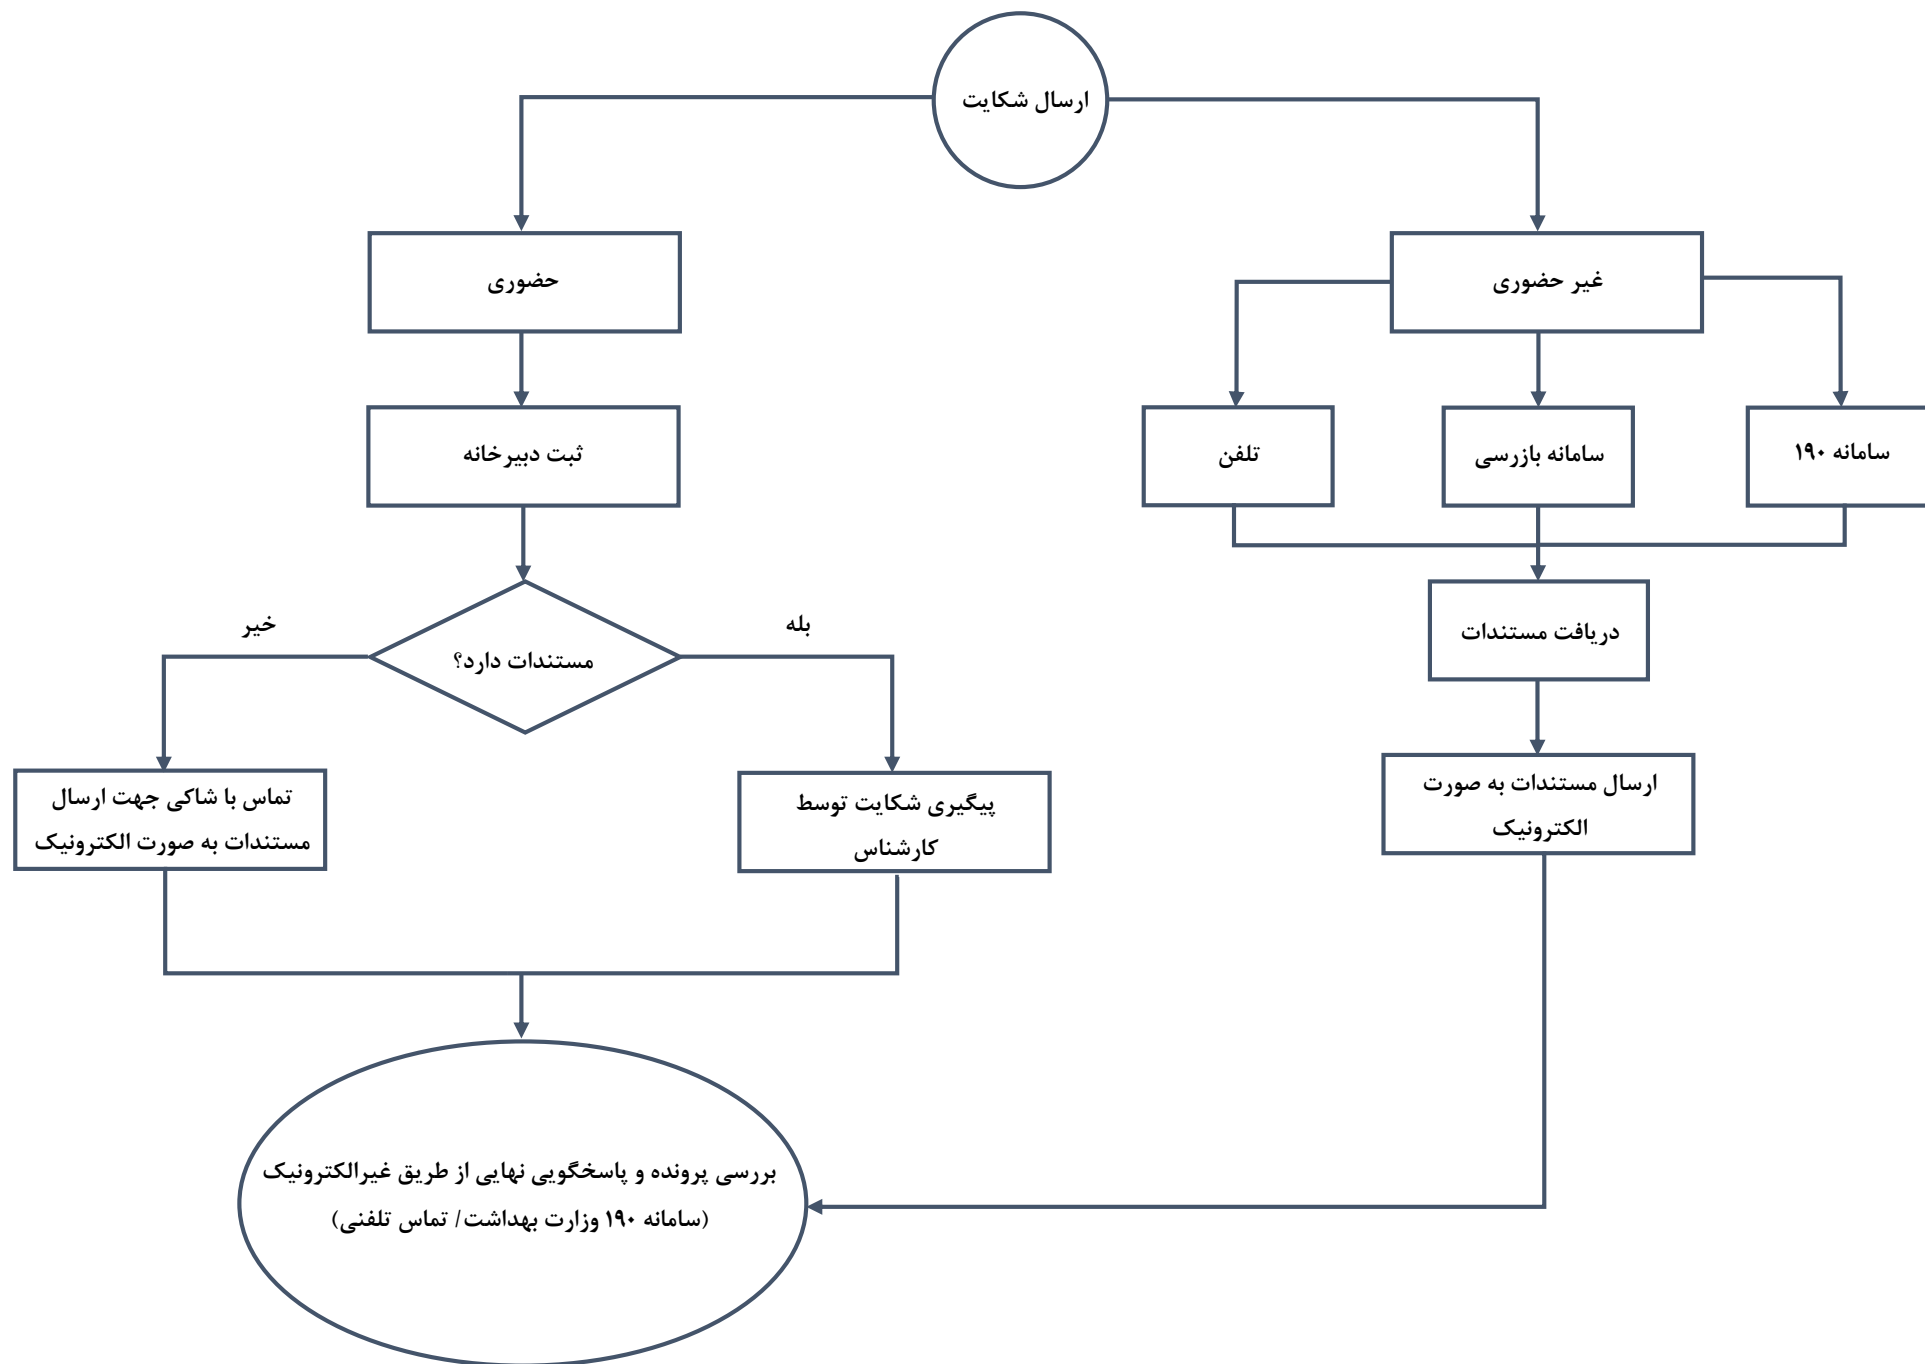 ارسال شکایت
غیر حضوری
حضوری
سامانه ۱۹۰
سامانه بازرسی
تلفن
ثبت دبیرخانه
دریافت مستندات
بله
خیر
مستندات دارد؟
ارسال مستندات به صورت
الکترونیک
پیگیری شکایت توسط
کارشناس
تماس با شاکی جهت ارسال
مستندات به صورت الکترونیک
بررسی پرونده و پاسخگویی نهایی از طریق غیرالکترونیک
(سامانه ۱۹۰ وزارت بهداشت/ تماس تلفنی)